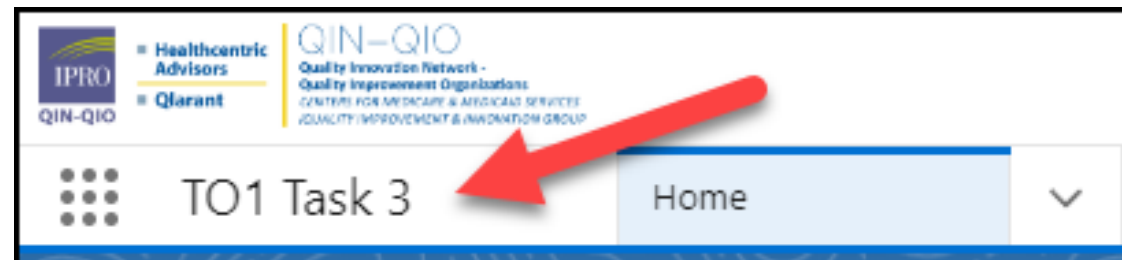 IPRO
QIN-QIO
Healthcentric
Advisors
Qlarant
QIN–QIO
Quality Innovation Network -
Quality Improvement Organizations
CENTERS FOR MEDICARE & MEDICAID SERVICES
iQUALITY IMPROVEMENT & INNOVATION GROUP
TO1 Task 3
Home